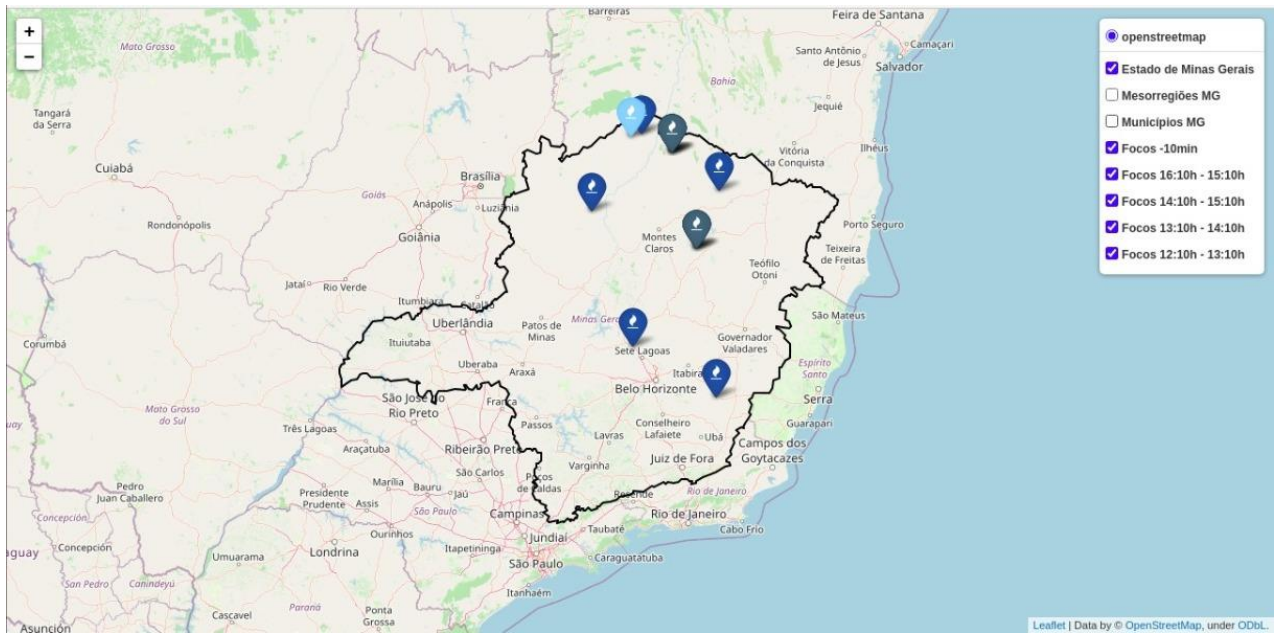 +
−
Barreiras
Feira de Santana
Mato Grosso
Camaçari
Santo Antônio
de Jesus
Salvador
Bahia
Tangará
da Serra
Jequié
Ilhéus
Vitória
da Conquista
Cuiabá
Brasília
Goiás
Anápolis
Luziânia
Rondonópolis
Goiânia
Porto Seguro
Montes
Claros
Teixeira
de Freitas
Teófilo
Otoni
Jataí
Rio Verde
Itumbiara
Catalão
São Mateus
Uberlândia
Patos de
Minas
Minas Gera
Governador
Valadares
Corumbá
Ituiutaba
Sete Lagoas
Espírito
Santo
Uberaba
Araxá
Itabira
Belo Horizonte
Serra
Mato Grosso
do Sul
São José do
Rio Preto
Franca
Guarapari
Três Lagoas
Passos
Conselheiro
Lafaiete
Ubá
Lavras
Campos dos
Goytacazes
Araçatuba
Ribeirão Preto
Varginha
Juiz de Fora
São Carlos
Poços
de Caldas
Pedro
Juan Caballero
Marília
Bauru
Jaú
Presidente
Prudente
Assis
São Paulo
Resende
Rio de Janeiro
Concepción
Campinas
Rio de Janeiro
Cabo Frio
Ourinhos
Taubaté
Jundiaí
aguay
Concepción
Londrina
Itapetininga
São Paulo
Caraguatatuba
Umuarama
San Pedro
Canindeyú
Itanhaém
Paraná
Cascavel
Ponta
Grossa
Asunción
openstreetmap
Estado de Minas Gerais
Mesorregiões MG
Municípios MG
Focos -10min
Focos 16:10h - 15:10h
Focos 14:10h - 15:10h
Focos 13:10h - 14:10h
Focos 12:10h - 13:10h
Leaflet | Data by © OpenStreetMap, under ODbL.